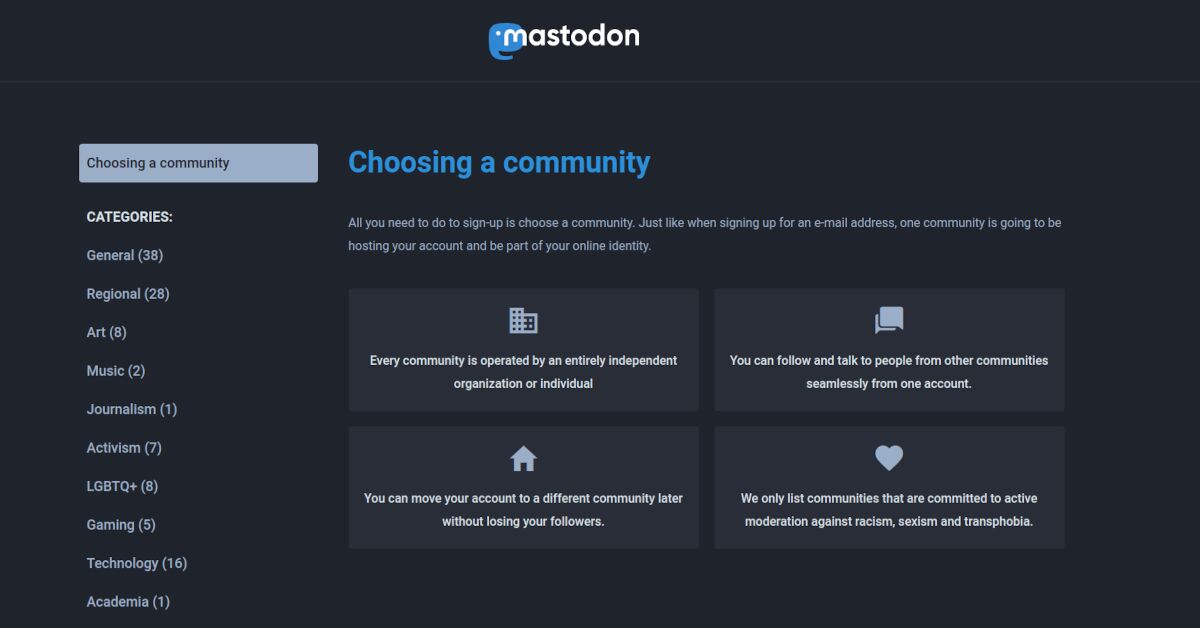 mastodon
Choosing a community
CATEGORIES:
General (38)
Regional (28)
Art (8)
Music (2)
Journalism (1)
Activism (7)
LGBTQ+ (8)
Gaming (5)
Technology (16)
Academia (1)
Choosing a community
All you need to do to sign-up is choose a community. Just like when signing up for an e-mail address, one community is going to be
hosting your account and be part of your online identity.
Every community is operated by an entirely independent
organization or individual
You can follow and talk to people from other communities
seamlessly from one account.
You can move your account to a different community later
without losing your followers.
We only list communities that are committed to active
moderation against racism, sexism and transphobia.